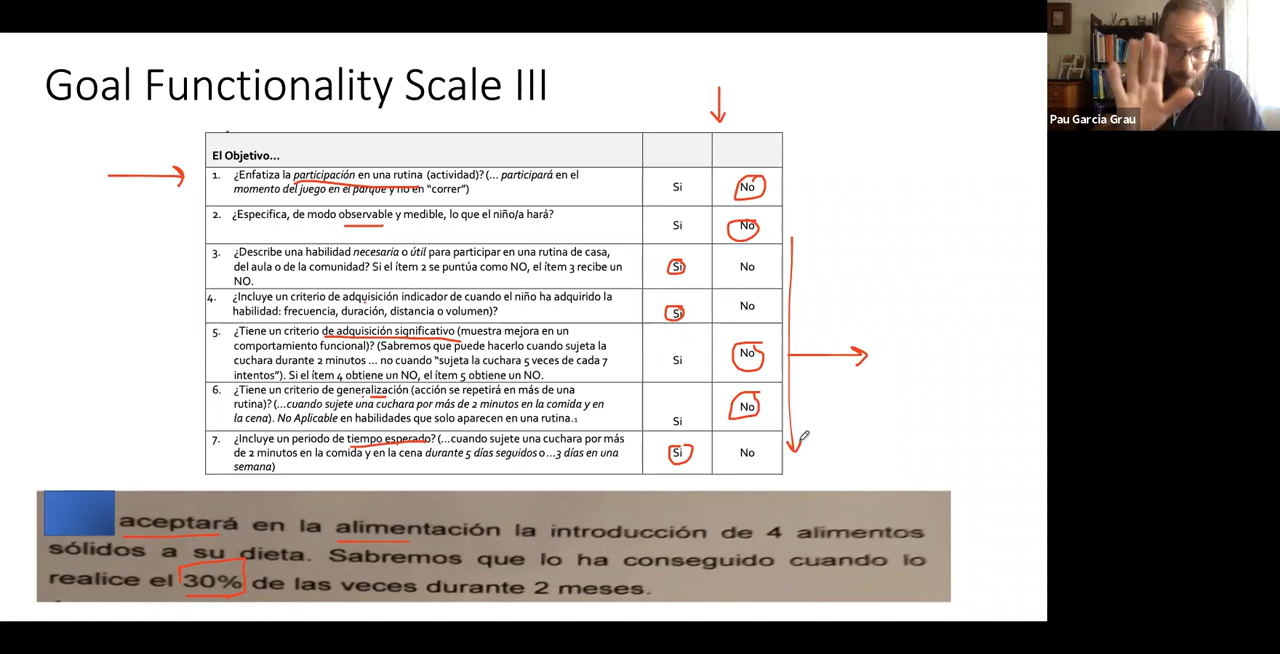 Goal Functionality Scale III
Pau Garcia Grau
El Objetivo...
1. ¿Enfatiza la participación en una rutina (actividad)? (... participará en el
momento del juego en el parque y no en “correr”)
Si
No
2. ¿Especifica, de modo observable y medible, lo que el niño/a hará?
Si
No
3. ¿Describe una habilidad necesaria o útil para participar en una rutina de casa,
del aula o de la comunidad? Si el ítem 2 se puntúa como NO, el ítem 3 recibe un
NO.
Si
No
4. ¿Incluye un criterio de adquisición indicador de cuando el niño ha adquirido la
habilidad: frecuencia, duración, distancia o volumen)?
Si
No
5. ¿Tiene un criterio de adquisición significativo (muestra mejora en un
comportamiento funcional)? (Sabremos que puede hacerlo cuando sujeta la
cuchara durante 2 minutos ... no cuando “sujeta la cuchara 5 veces de cada 7
intentos”). Si el ítem 4 obtiene un NO, el ítem 5 obtiene un NO.
Si
No
6. ¿Tiene un criterio de generalización (acción se repetirá en más de una
rutina)? (...cuando sujete una cuchara por más de 2 minutos en la comida y en
la cena). No Aplicable en habilidades que solo aparecen en una rutina.₁
Si
No
7. ¿Incluye un periodo de tiempo esperado? (...cuando sujete una cuchara por más
de 2 minutos en la comida y en la cena durante 5 días seguidos o...3 días en una
semana)
Si
No
aceptará en la alimentación la introducción de 4 alimentos
sólidos a su dieta. Sabremos que lo ha conseguido cuando lo
realice el 30% de las veces durante 2 meses.